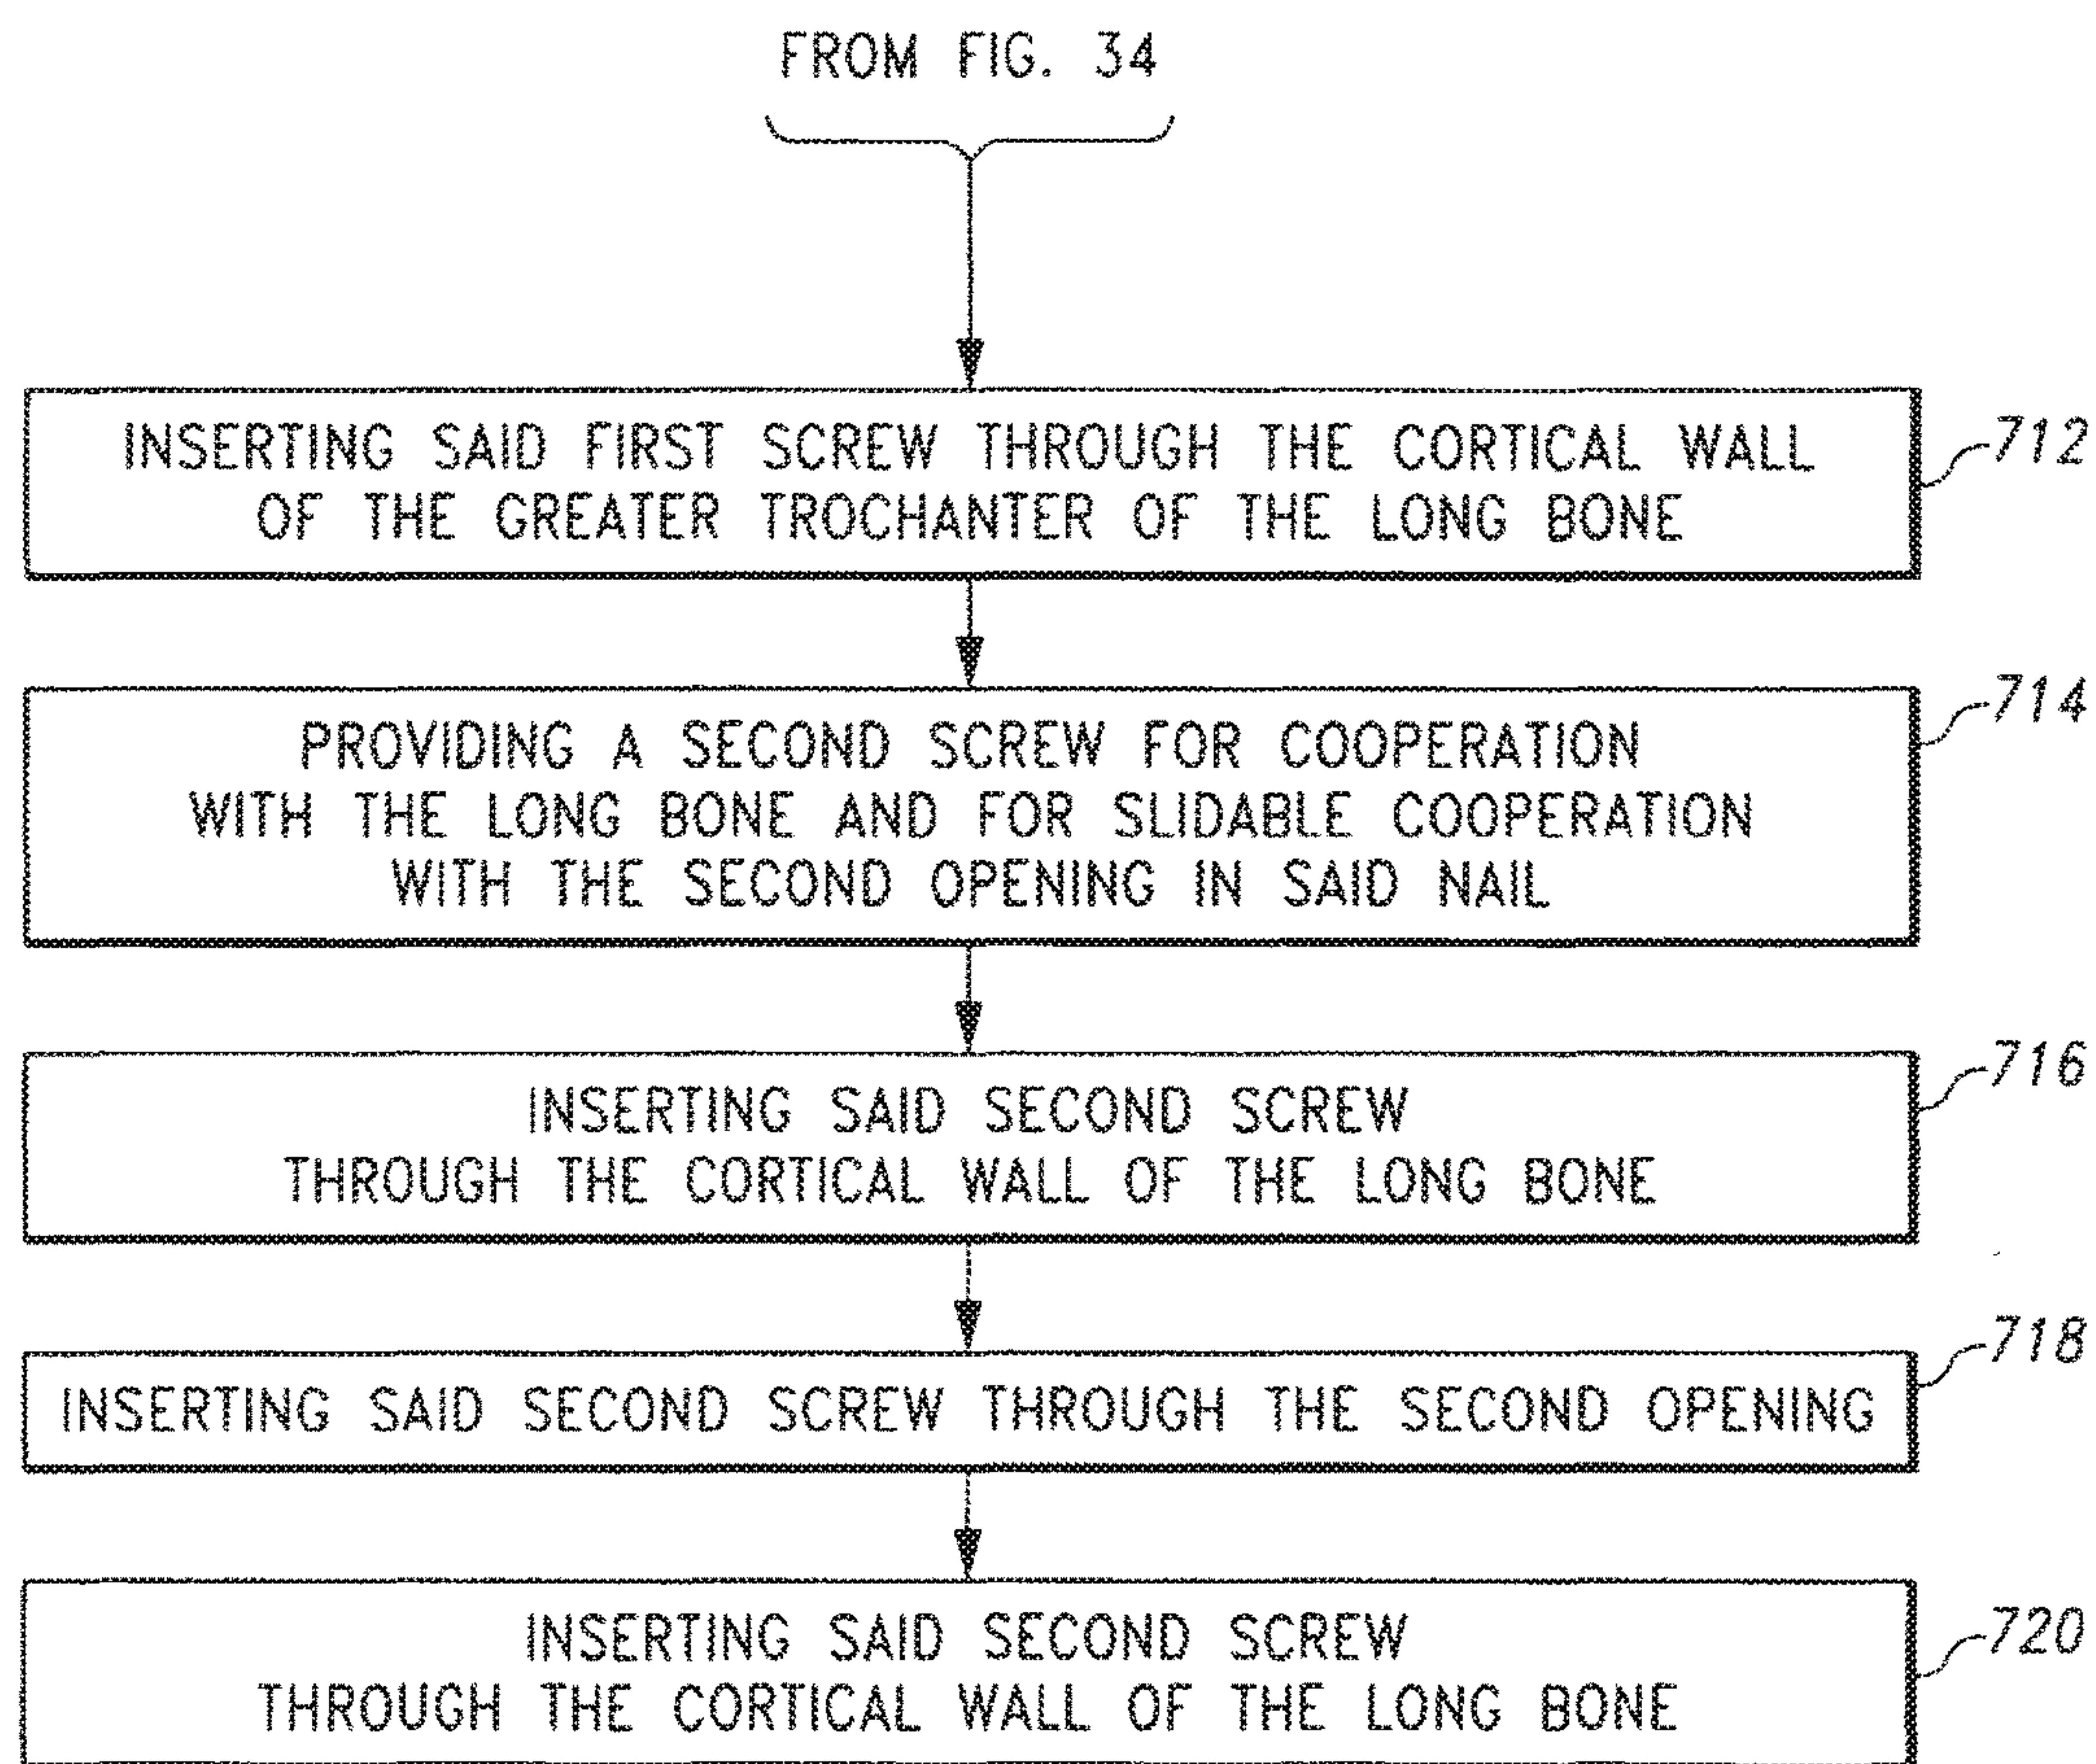 FROM FIG. 34
INSERTING SAID FIRST SCREW THROUGH THE CORTICAL WALL
OF THE GREATER TROCHANTER OF THE LONG BONE
712
PROVIDING A SECOND SCREW FOR COOPERATION
WITH THE LONG BONE AND FOR SLIDABLE COOPERATION
WITH THE SECOND OPENING IN SAID NAIL
714
INSERTING SAID SECOND SCREW
THROUGH THE CORTICAL WALL OF THE LONG BONE
716
INSERTING SAID SECOND SCREW THROUGH THE SECOND OPENING
718
INSERTING SAID SECOND SCREW
THROUGH THE CORTICAL WALL OF THE LONG BONE
720